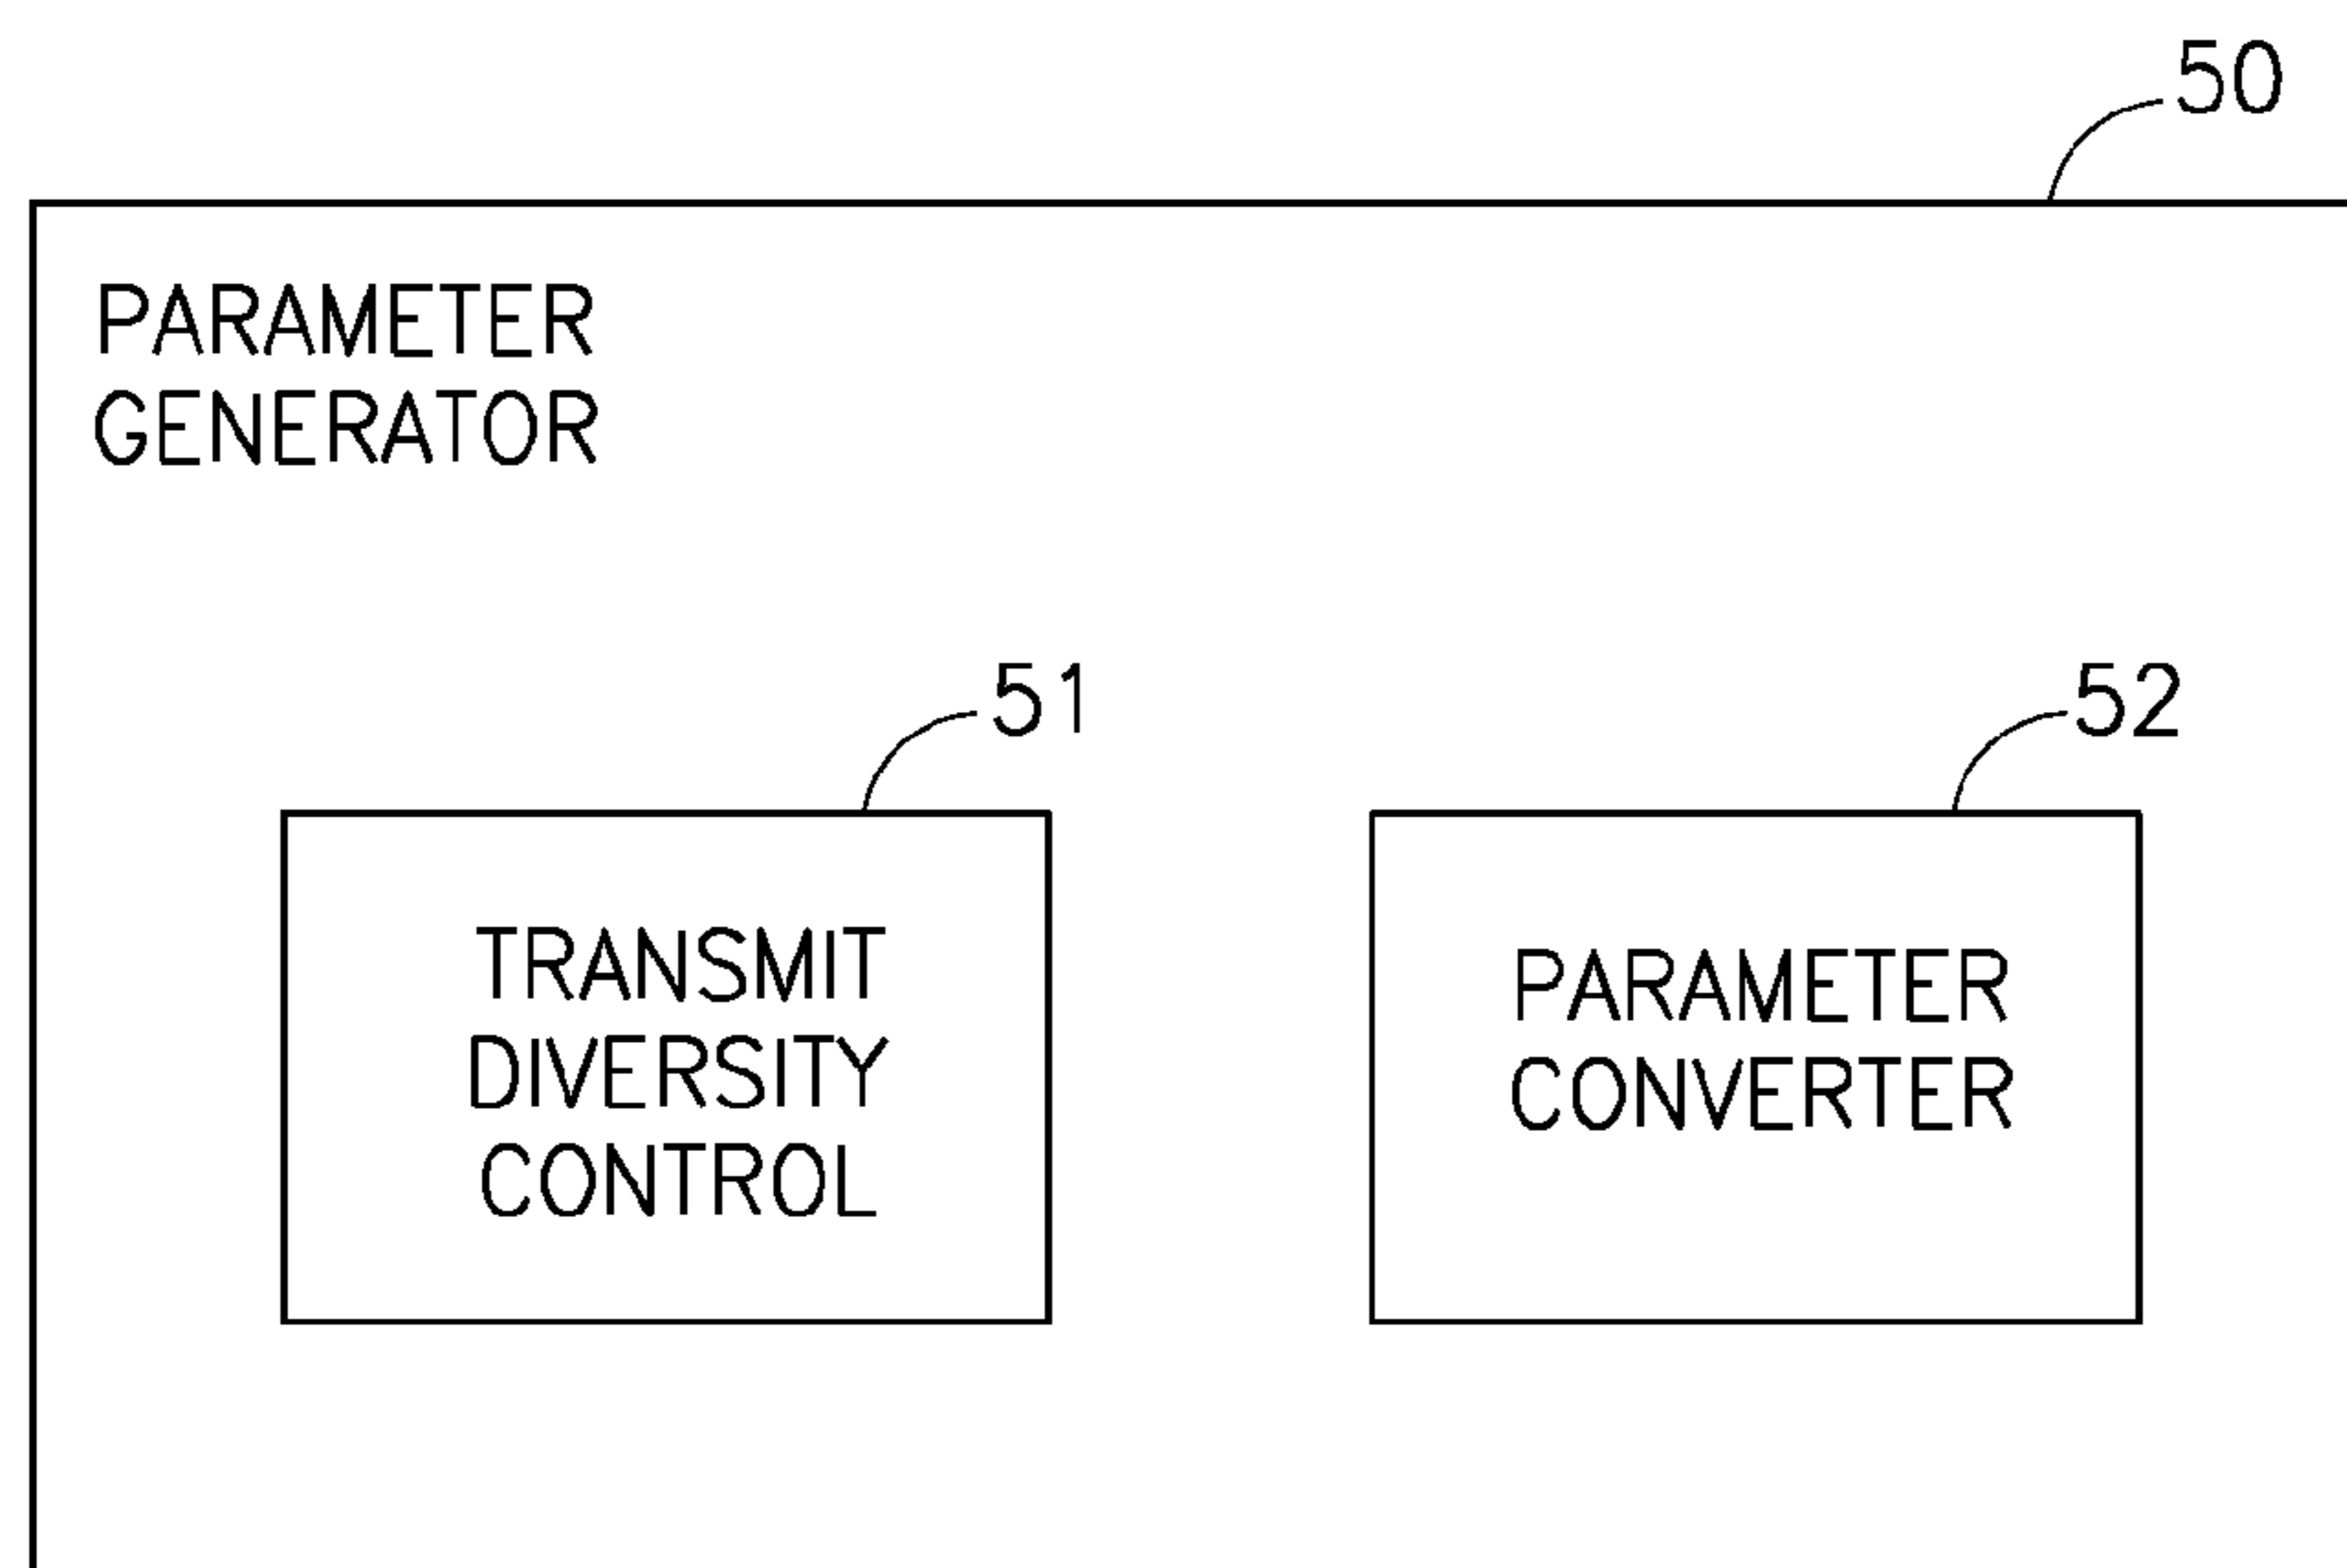 50
PARAMETER
GENERATOR
51
52
TRANSMIT
DIVERSITY
CONTROL
PARAMETER
CONVERTER